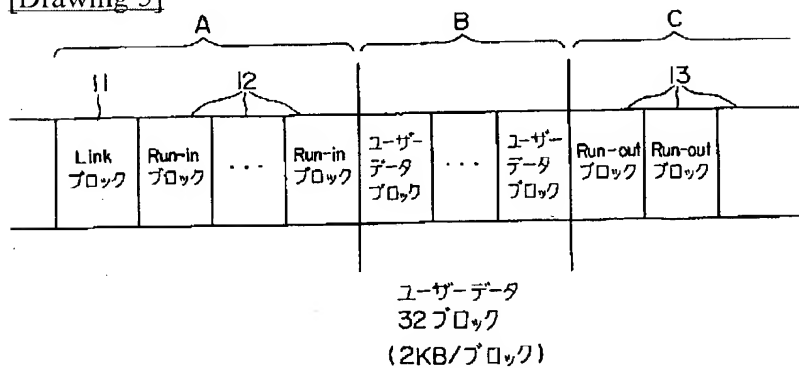 [Drawing 3]
A B C
11 12 13
Link
ブロック
Run-in
ブロック
...
Run-in
ブロック
ユーザー
データ
ブロック
...
ユーザー
データ
ブロック
Run-out
ブロック
Run-out
ブロック
ユーザーデータ
32ブロック
(2KB/ブロック)